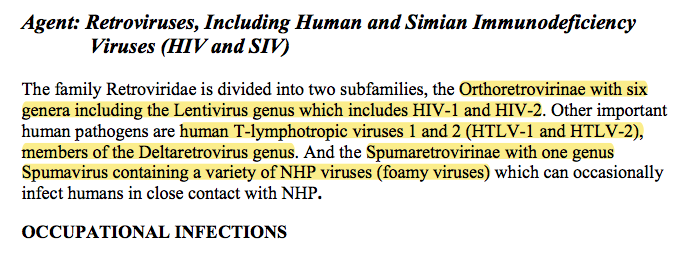 Agent: Retroviruses, Including Human and Simian Immunodeficiency
Viruses (HIV and SIV)
The family Retroviridae is divided into two subfamilies, the Orthoretrovirinae with six
genera including the Lentivirus genus which includes HIV-1 and HIV-2. Other important
human pathogens are human T-lymphotropic viruses 1 and 2 (HTLV-1 and HTLV-2),
members of the Deltaretrovirus genus. And the Spumaretrovirinae with one genus
Spumavirus containing a variety of NHP viruses (foamy viruses) which can occasionally
infect humans in close contact with NHP.
OCCUPATIONAL INFECTIONS